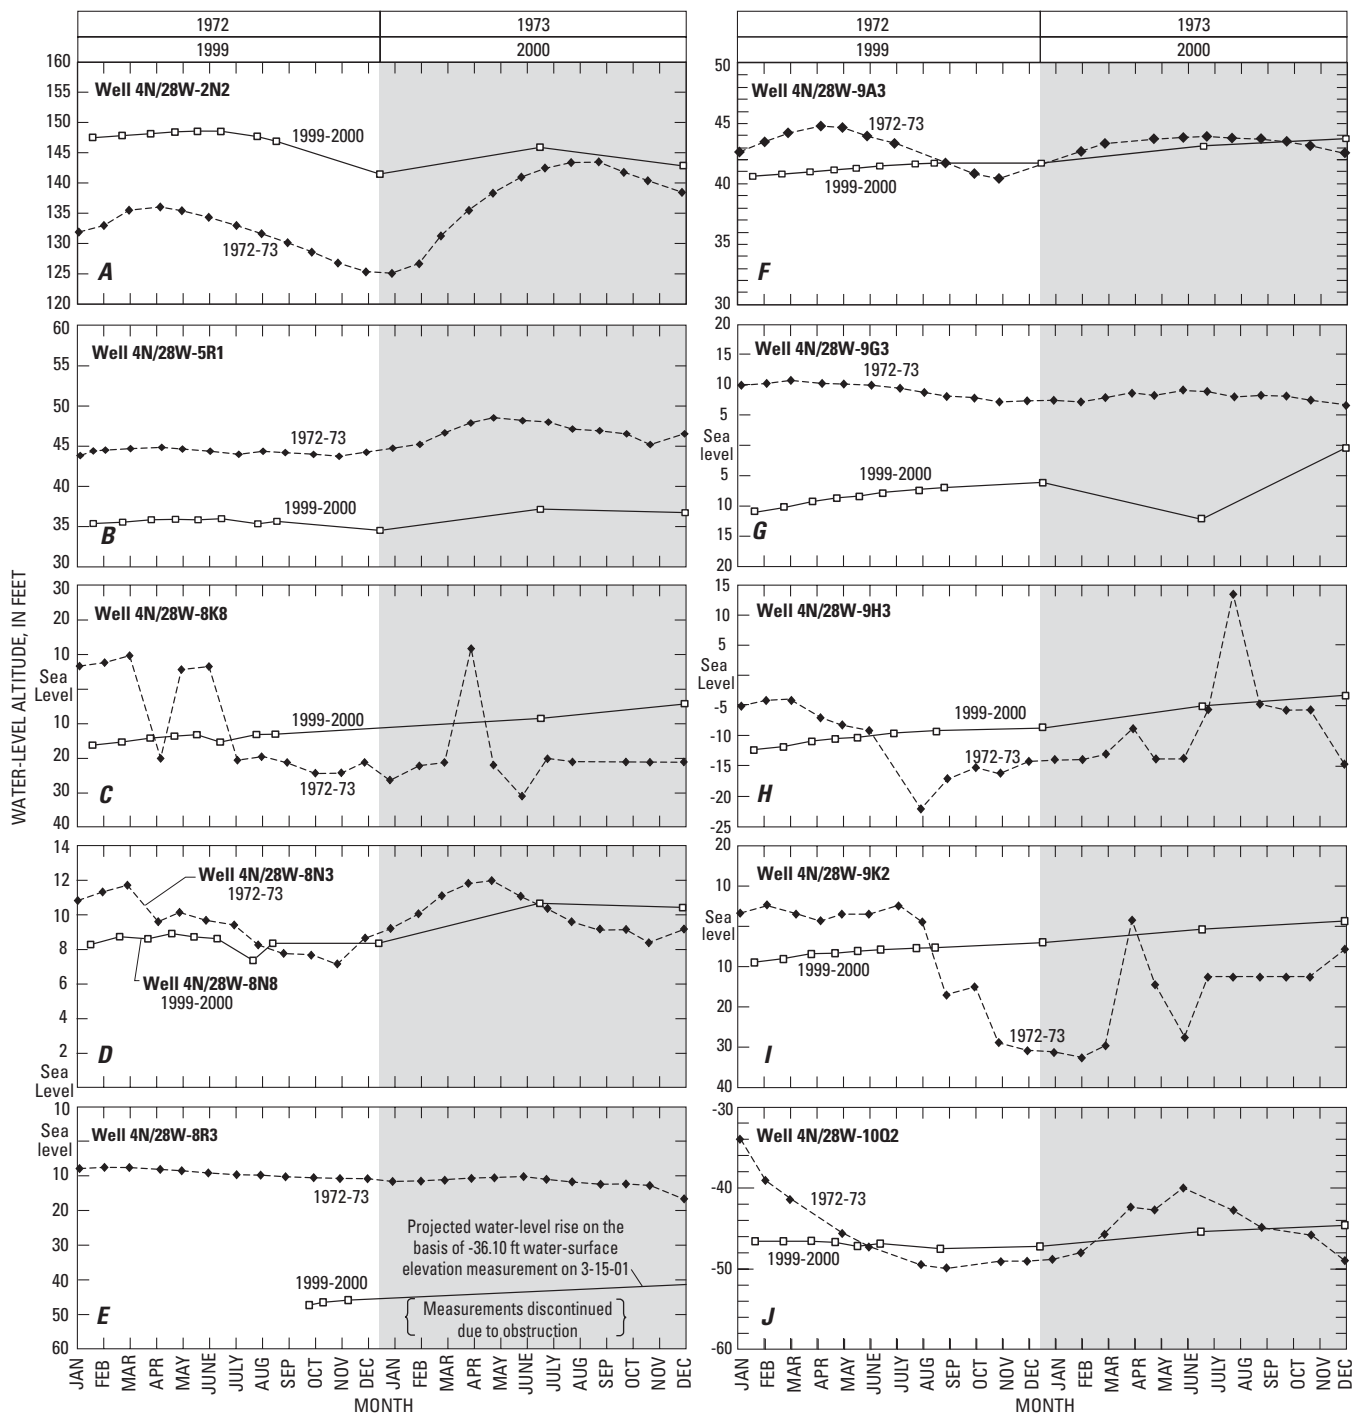 1972
1973
1999
2000
1972
1973
1999
2000
WATER-LEVEL ALTITUDE, IN FEET
160
155
150
145
140
135
130
125
120
Well 4N/28W-2N2
1999-2000
1972-73
A
60
55
50
45
40
35
30
Well 4N/28W-5R1
1972-73
1999-2000
B
30
20
10
Sea
Level
10
20
30
40
Well 4N/28W-8K8
1999-2000
1972-73
C
14
12
10
8
6
4
2
Sea
Level
Well 4N/28W-8N3
1972-73
Well 4N/28W-8N8
1999-2000
D
10
Sea
level
10
20
30
40
50
60
Well 4N/28W-8R3
1972-73
Projected water-level rise on the
basis of -36.10 ft water-surface
elevation measurement on 3-15-01
1999-2000
Measurements discontinued
due to obstruction
E
JAN FEB MAR APR MAY JUNE JULY AUG SEP OCT NOV DEC JAN FEB MAR APR MAY JUNE JULY AUG SEP OCT NOV DEC
MONTH
50
45
40
35
30
Well 4N/28W-9A3
1972-73
1999-2000
F
20
15
10
5
Sea
level
5
10
15
20
Well 4N/28W-9G3
1972-73
1999-2000
G
15
10
5
Sea
Level
-5
-10
-15
-20
-25
Well 4N/28W-9H3
1999-2000
1972-73
H
20
10
Sea
level
10
20
30
40
Well 4N/28W-9K2
1999-2000
1972-73
I
-30
-40
-50
-60
Well 4N/28W-10Q2
1972-73
1999-2000
J
JAN FEB MAR APR MAY JUNE JULY AUG SEP OCT NOV DEC JAN FEB MAR APR MAY JUNE JULY AUG SEP OCT NOV DEC
MONTH